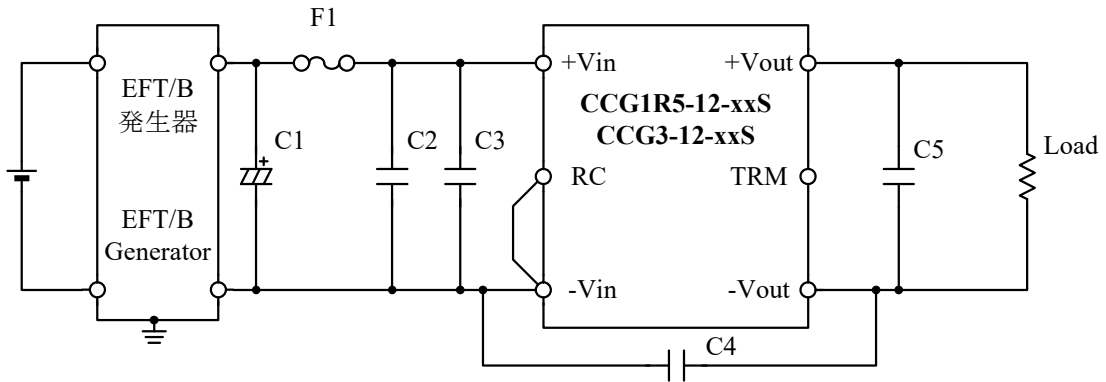 F1
EFT/B
発生器
C1
EFT/B
Generator
C2
C3
+Vin
+Vout
CCG1R5-12-xxS
CCG3-12-xxS
RC
TRM
-Vin
-Vout
C4
C5
Load